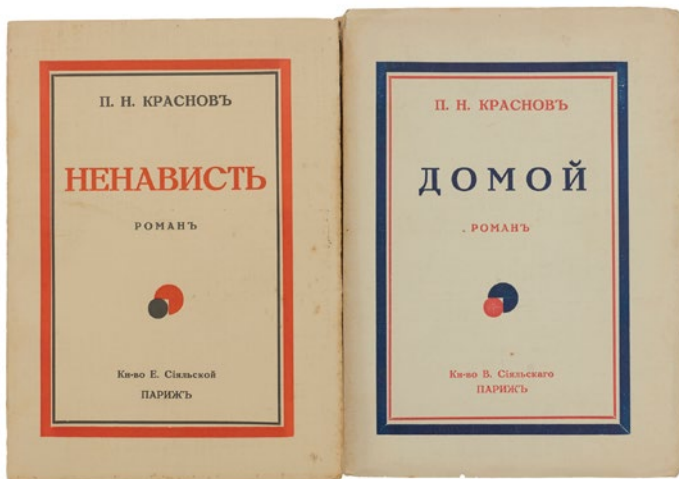 П. Н. КРАСНОВЪ
НЕНАВИСТЬ
РОМАНЪ
Кн-во Е. Сіяльской
ПАРИЖЪ
П. Н. КРАСНОВЪ
ДОМОЙ
РОМАНЪ
Кн-во В. Сіяльскаго
ПАРИЖЪ